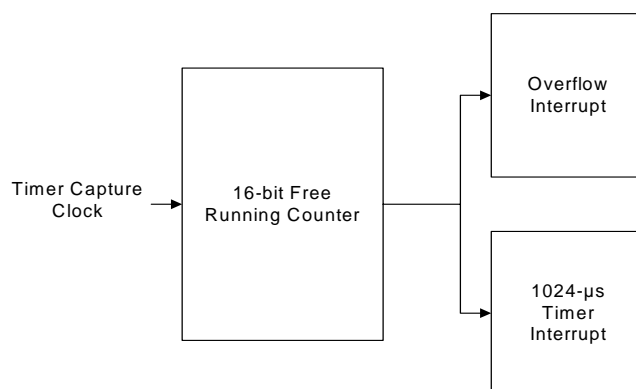 Timer Capture
Clock
16-bit Free
Running Counter
Overflow
Interrupt
1024-µs
Timer
Interrupt